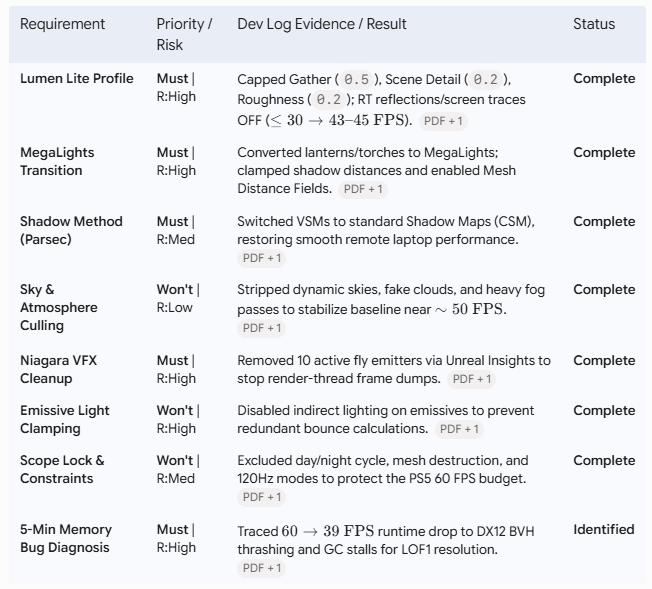 Requirement
Priority /
Risk
Dev Log Evidence / Result
Status
Lumen Lite Profile
Must |
R:High
Capped Gather ( 0.5 ), Scene Detail ( 0.2 ),
Roughness ( 0.2 ); RT reflections/screen traces
OFF (≤ 30 → 43–45 FPS). PDF + 1
Complete
MegaLights
Transition
Must |
R:High
Converted lanterns/torches to MegaLights;
clamped shadow distances and enabled Mesh
Distance Fields. PDF + 1
Complete
Shadow Method
(Parsec)
Must |
R:Med
Switched VSMs to standard Shadow Maps (CSM),
restoring smooth remote laptop performance.
PDF + 1
Complete
Sky &
Atmosphere
Culling
Won't |
R:Low
Stripped dynamic skies, fake clouds, and heavy fog
passes to stabilize baseline near ~ 50 FPS.
PDF + 1
Complete
Niagara VFX
Cleanup
Must |
R:High
Removed 10 active fly emitters via Unreal Insights to
stop render-thread frame dumps. PDF + 1
Complete
Emissive Light
Clamping
Won't |
R:High
Disabled indirect lighting on emissives to prevent
redundant bounce calculations. PDF + 1
Complete
Scope Lock &
Constraints
Won't |
R:Med
Excluded day/night cycle, mesh destruction, and
120Hz modes to protect the PS5 60 FPS budget.
PDF + 1
Complete
5-Min Memory
Bug Diagnosis
Must |
R:High
Traced 60 → 39 FPS runtime drop to DX12 BVH
thrashing and GC stalls for LOF1 resolution.
PDF + 1
Identified